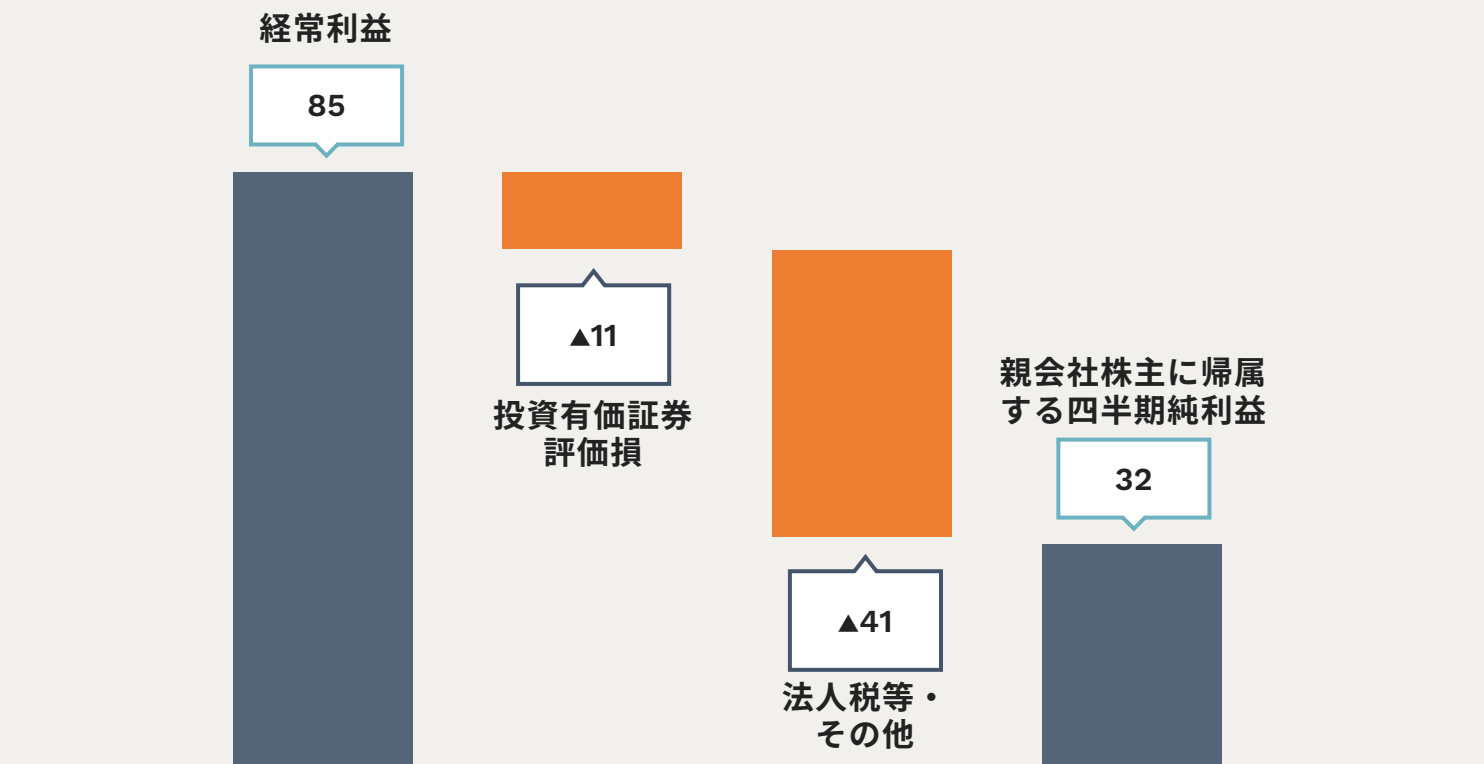 経常利益
85
▲11
投資有価証券
評価損
▲41
法人税等・
その他
親会社株主に帰属
する四半期純利益
32